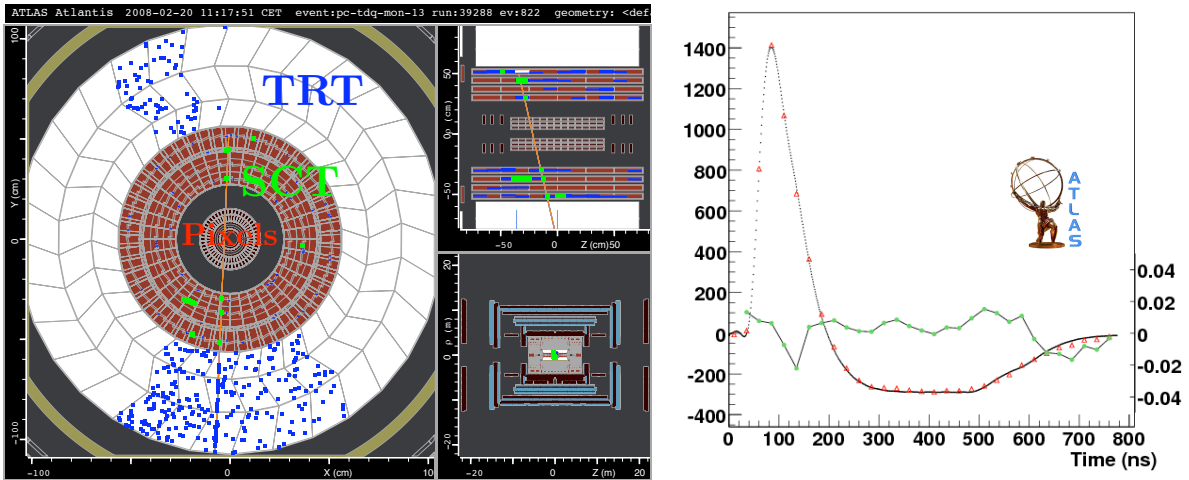 ATLAS Atlantis 2008-02-20 11:17:51 CET event:pc-tdq-mon-13 run:39288 ev:822 geometry: <def
100
Y (cm)
0
-100
TRT
SCT
Pixels
-100 0 X (cm) 10
50
ρ (cm)
0
-50
-50 0 Z (cm) 50
20
ρ (m)
0
-20
-20 0 Z (m) 20
1400
1200
1000
800
600
400
200
0
-200
-400
ATLAS
0.04
0.02
0
-0.02
-0.04
0 100 200 300 400 500 600 700 800
Time (ns)